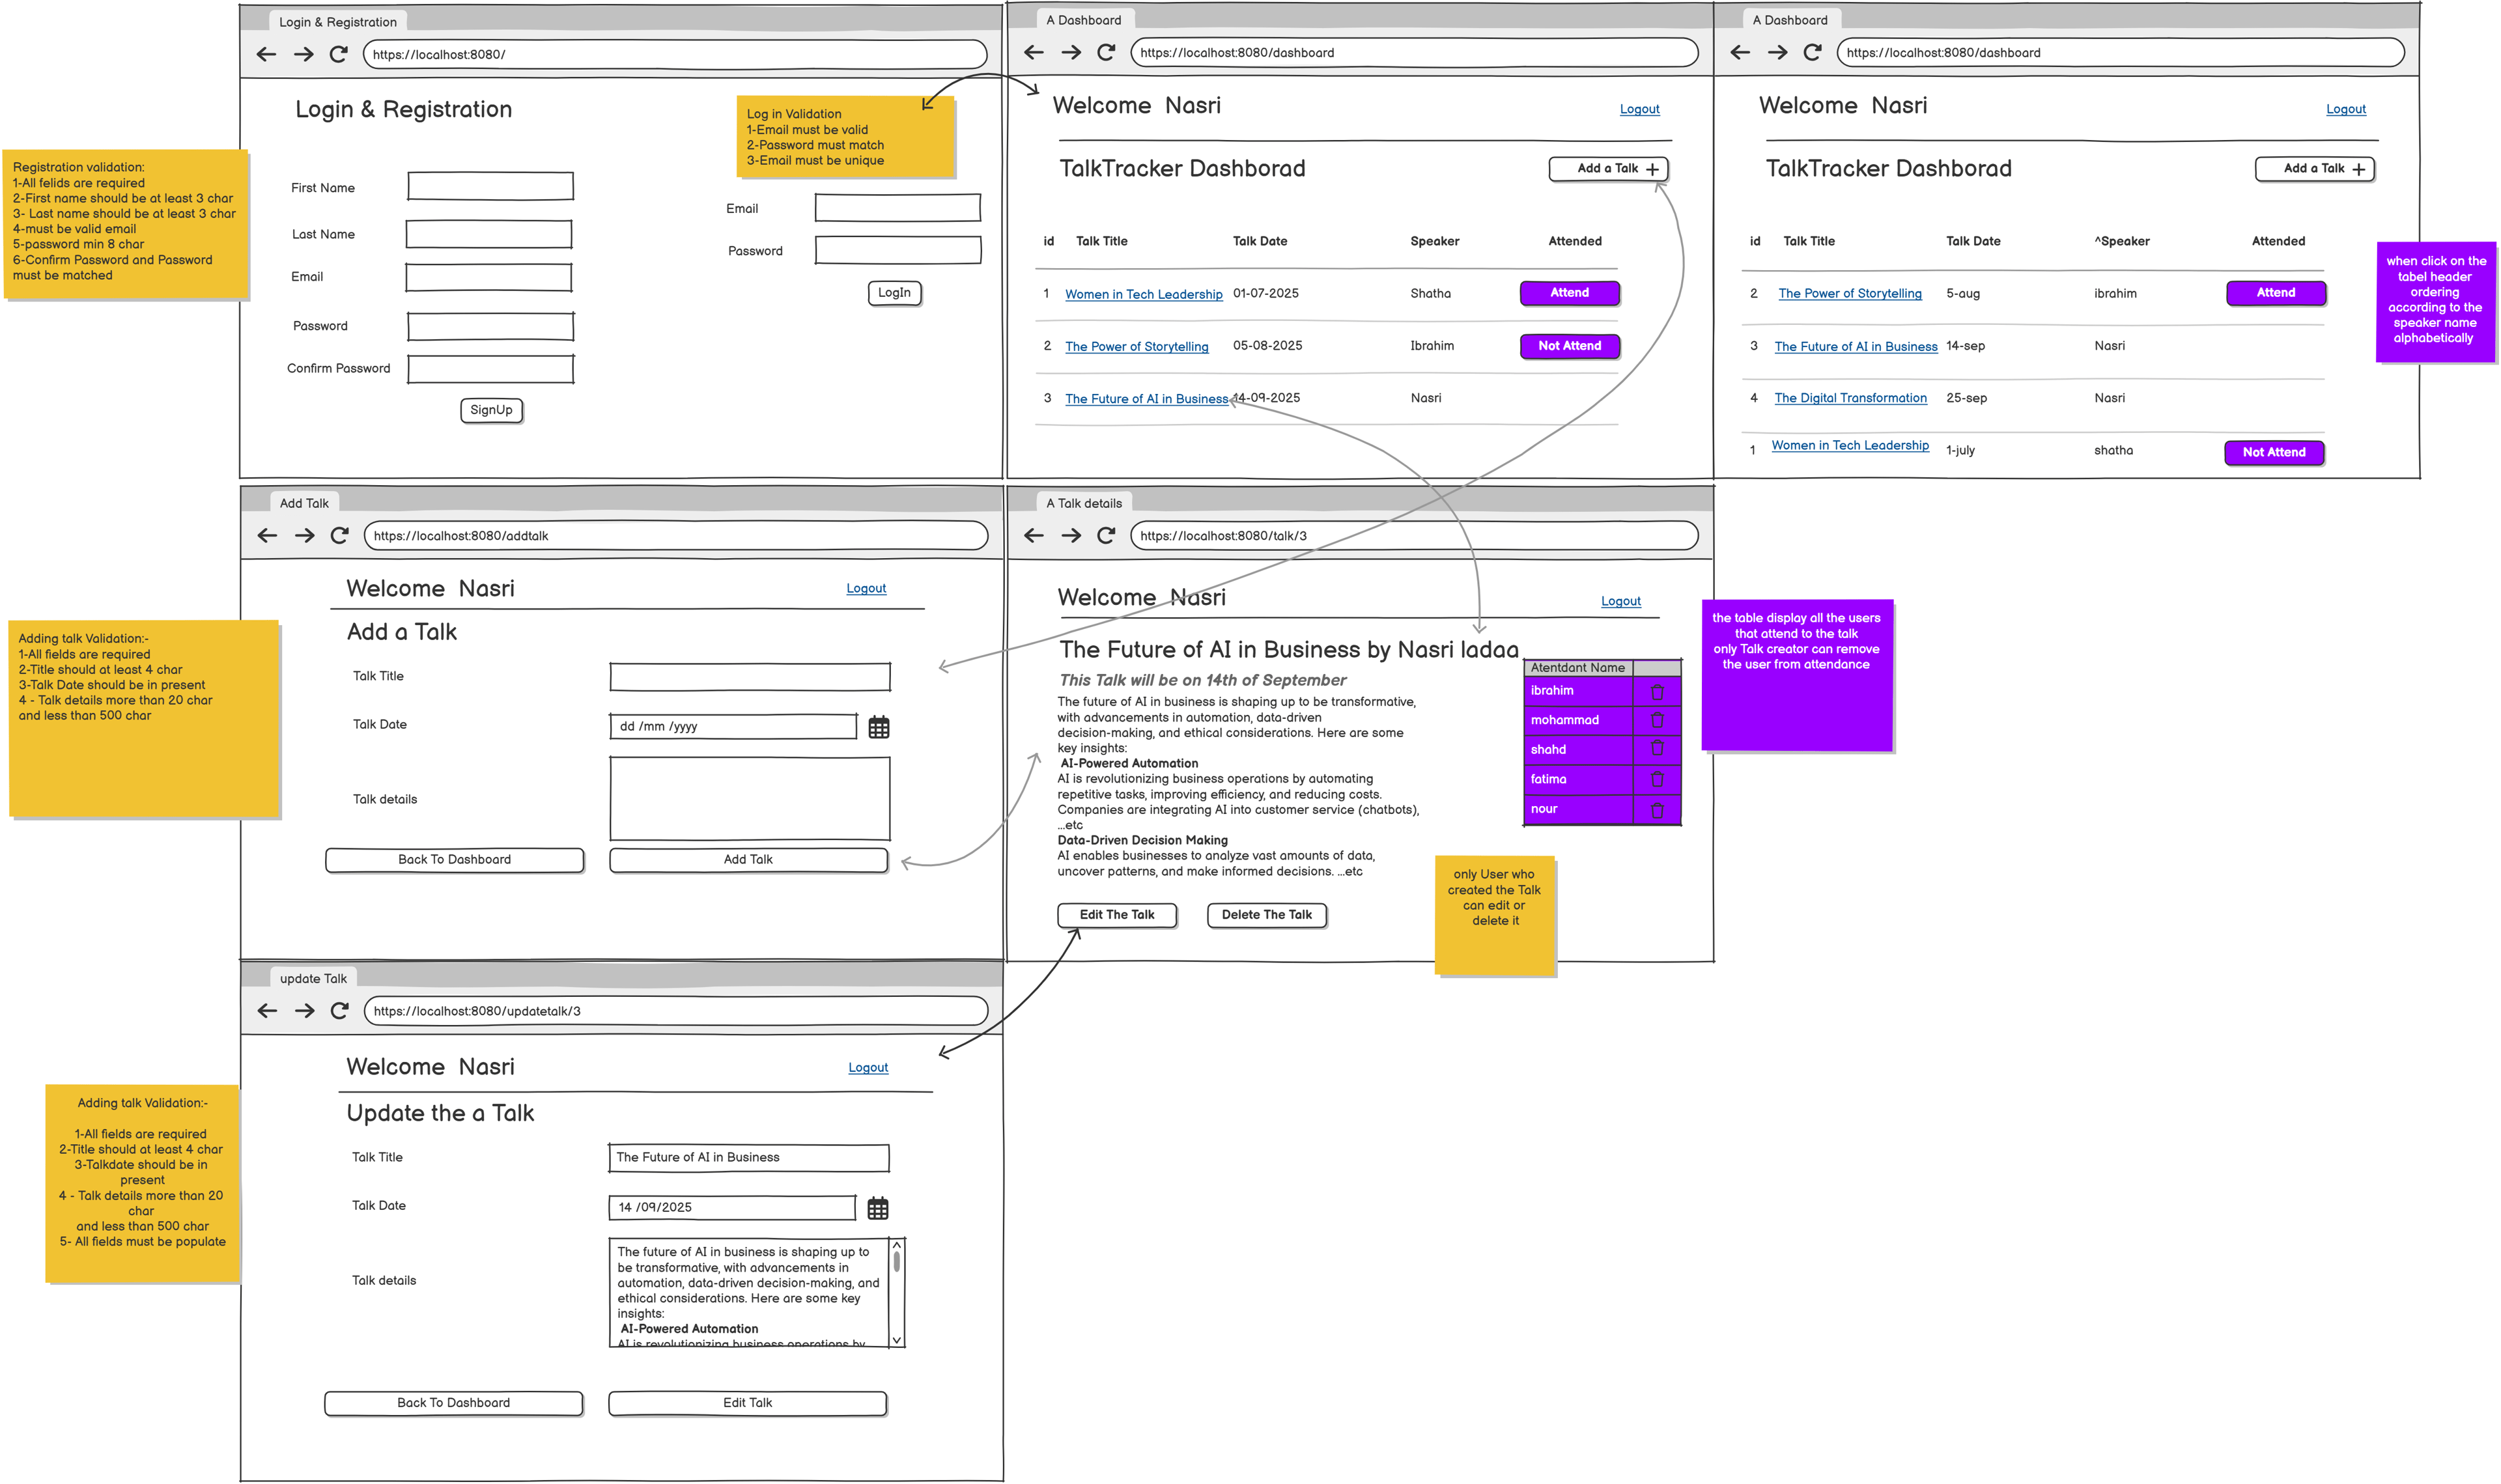 Login & Registration
https://localhost:8080/
Login & Registration
Registration validation:
1-All felids are required
2-First name should be at least 3 char
3- Last name should be at least 3 char
4-must be valid email
5-password min 8 char
6-Confirm Password and Password
must be matched
First Name
Last Name
Email
Password
Confirm Password
SignUp
Log in Validation
1-Email must be valid
2-Password must match
3-Email must be unique
Email
Password
LogIn
A Dashboard
https://localhost:8080/dashboard
Welcome Nasri
Logout
TalkTracker Dashborad
Add a Talk +
id Talk Title Talk Date Speaker Attended
1 Women in Tech Leadership 01-07-2025 Shatha Attend
2 The Power of Storytelling 05-08-2025 Ibrahim Not Attend
3 The Future of AI in Business 14-09-2025 Nasri
A Dashboard
https://localhost:8080/dashboard
Welcome Nasri
Logout
TalkTracker Dashborad
Add a Talk +
id Talk Title Talk Date ^Speaker Attended
2 The Power of Storytelling 5-aug ibrahim Attend
3 The Future of AI in Business 14-sep Nasri
4 The Digital Transformation 25-sep Nasri
1 Women in Tech Leadership 1-july shatha Not Attend
when click on the
tabel header
ordering
according to the
speaker name
alphabetically
Add Talk
https://localhost:8080/addtalk
Welcome Nasri
Logout
Add a Talk
Adding talk Validation:-
1-All fields are required
2-Title should at least 4 char
3-Talk Date should be in present
4 - Talk details more than 20 char
and less than 500 char
Talk Title
Talk Date
dd /mm /yyyy
Talk details
Back To Dashboard
Add Talk
A Talk details
https://localhost:8080/talk/3
Welcome Nasri
Logout
The Future of AI in Business by Nasri ladaa
This Talk will be on 14th of September
The future of AI in business is shaping up to be transformative,
with advancements in automation, data-driven
decision-making, and ethical considerations. Here are some
key insights:
AI-Powered Automation
AI is revolutionizing business operations by automating
repetitive tasks, improving efficiency, and reducing costs.
Companies are integrating AI into customer service (chatbots),
...etc
Data-Driven Decision Making
AI enables businesses to analyze vast amounts of data,
uncover patterns, and make informed decisions. ...etc
Edit The Talk
Delete The Talk
Atentdant Name
ibrahim
mohammad
shahd
fatima
nour
the table display all the users
that attend to the talk
only Talk creator can remove
the user from attendance
only User who
created the Talk
can edit or
delete it
update Talk
https://localhost:8080/updatetalk/3
Welcome Nasri
Logout
Update the a Talk
Adding talk Validation:-
1-All fields are required
2-Title should at least 4 char
3-Talkdate should be in
present
4 - Talk details more than 20
char
and less than 500 char
5- All fields must be populate
Talk Title
The Future of AI in Business
Talk Date
14 /09/2025
Talk details
The future of AI in business is shaping up to
be transformative, with advancements in
automation, data-driven decision-making, and
ethical considerations. Here are some key
insights:
AI-Powered Automation
AI is revolutionizing business operations by
Back To Dashboard
Edit Talk